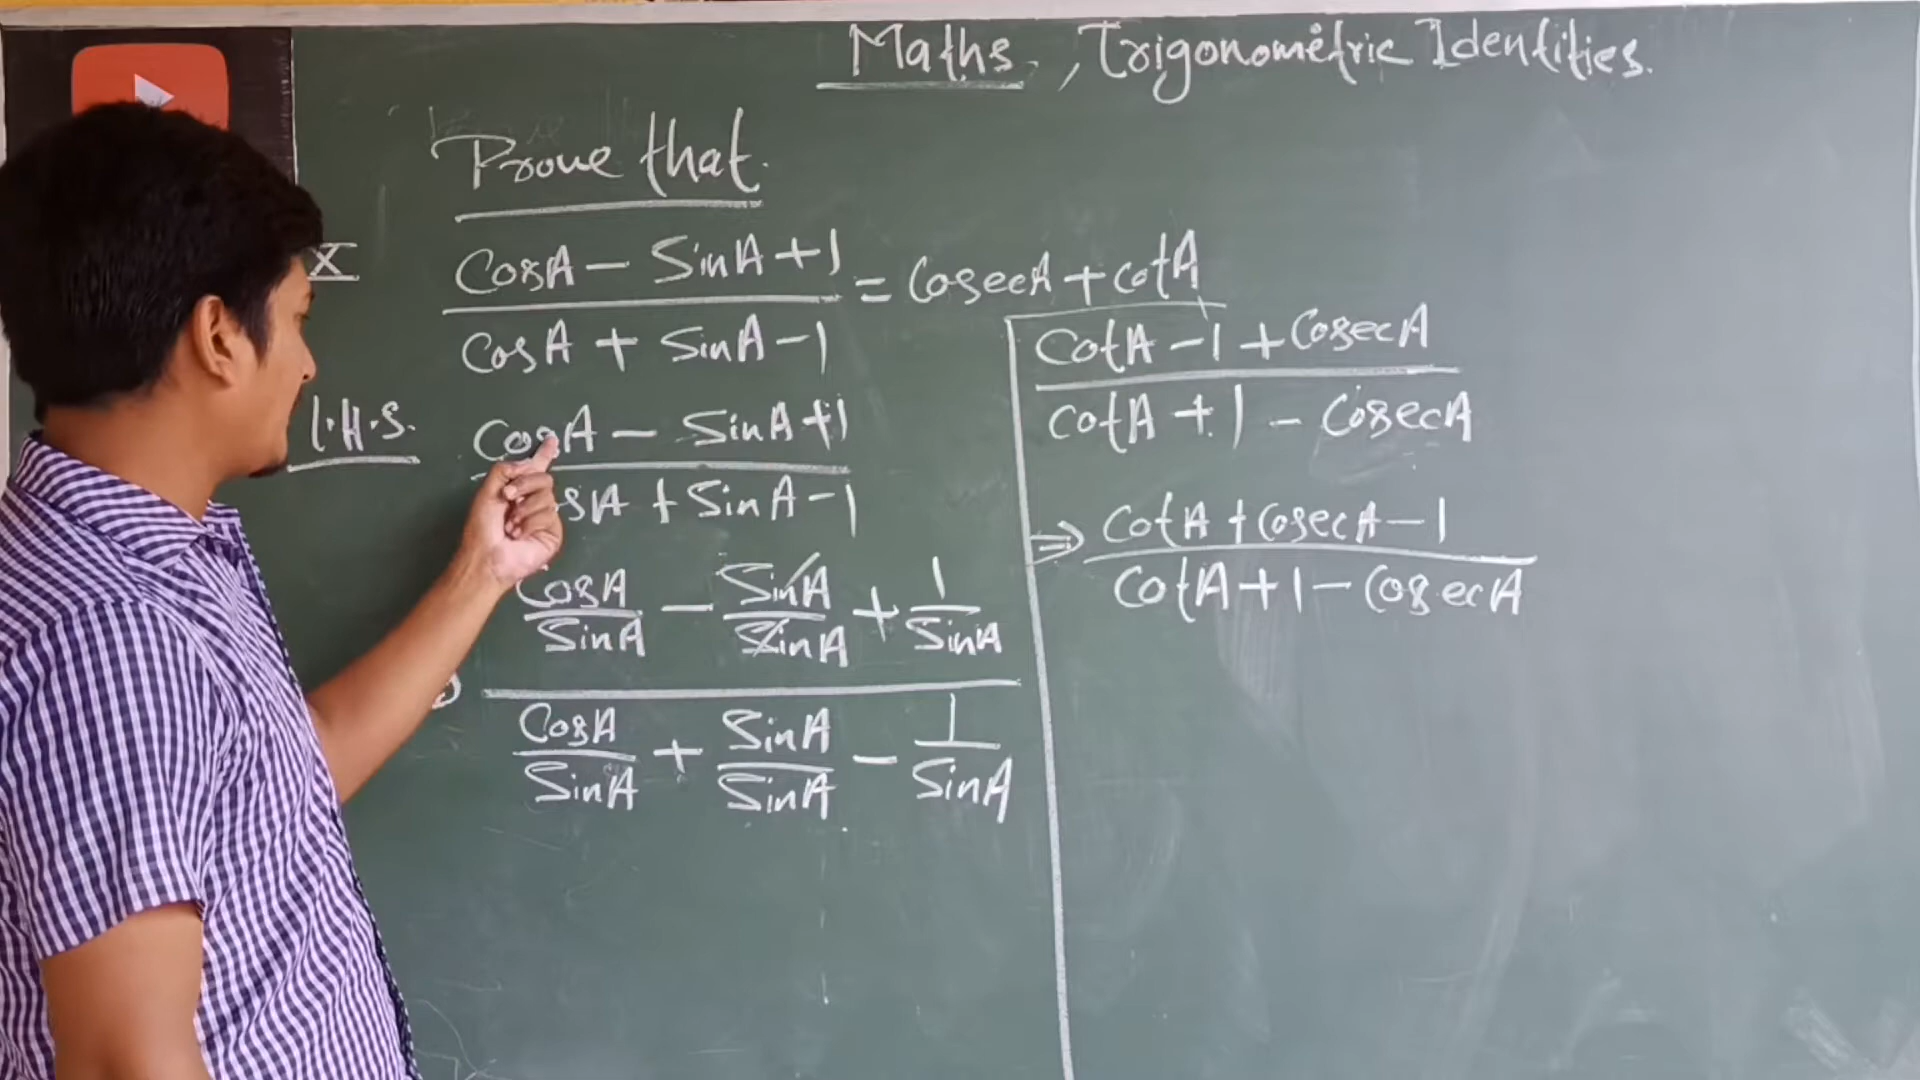 Maths, Trigonometric Identities.
Prove that.
X
CosA - SinA + 1
= CosecA + cotA
CosA + SinA - 1
L.H.S.
CosA - SinA + 1
SA + SinA - 1
CosA - SinA + 1
SinA SinA SinA
CosA + SinA - 1
SinA SinA SinA
CotA - 1 + CosecA
CotA + 1 - CosecA
⇒ CotA + CosecA - 1
CotA + 1 - CosecA